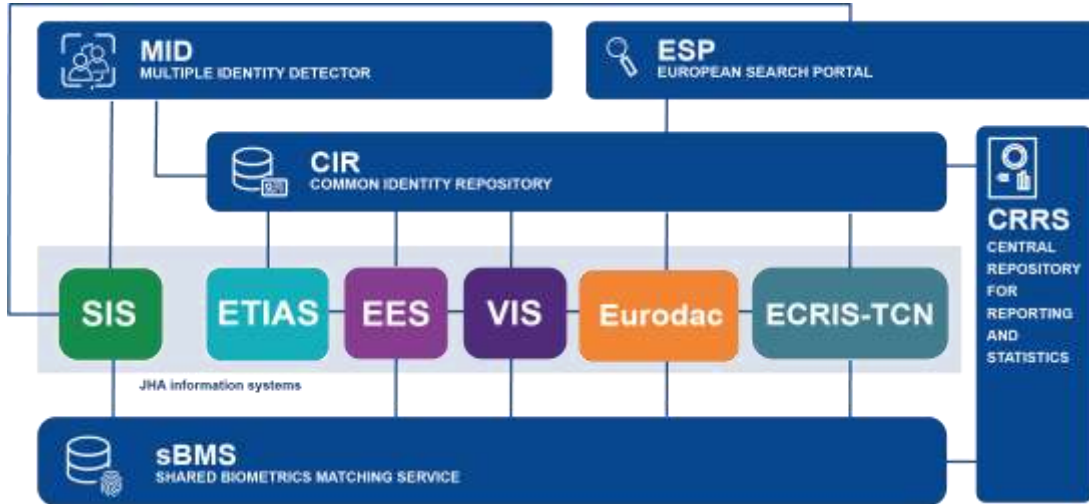 MID
MULTIPLE IDENTITY DETECTOR
ESP
EUROPEAN SEARCH PORTAL
CIR
COMMON IDENTITY REPOSITORY
CRRS
CENTRAL
REPOSITORY
FOR
REPORTING
AND
STATISTICS
SIS
ETIAS
EES
VIS
Eurodac
ECRIS-TCN
JHA information systems
sBMS
SHARED BIOMETRICS MATCHING SERVICE